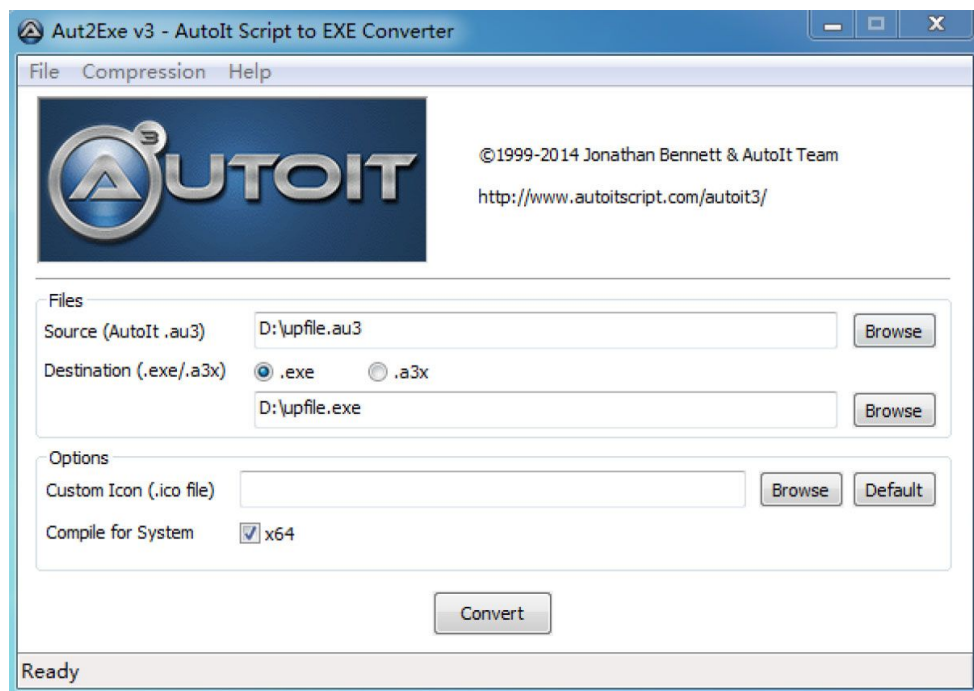 Aut2Exe v3 - AutoIt Script to EXE Converter
File Compression Help
AUTOIT 3
©1999-2014 Jonathan Bennett & AutoIt Team
http://www.autoitscript.com/autoit3/
Files
Source (AutoIt .au3) D:\upfile.au3 Browse
Destination (.exe/.a3x) .exe .a3x
D:\upfile.exe Browse
Options
Custom Icon (.ico file) Browse Default
Compile for System x64
Convert
Ready